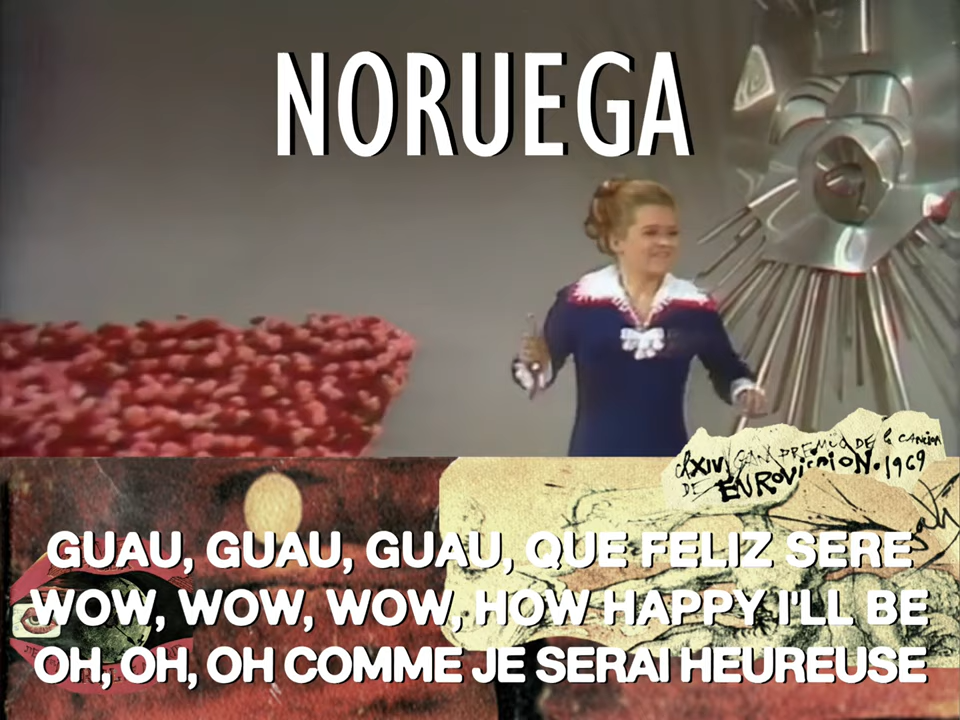 NORUEGA
XIV GRAN PREMIO DE LA CANCION
DE EUROVISION·1969
GUAU, GUAU, GUAU, QUE FELIZ SERE
WOW, WOW, WOW, HOW HAPPY I'LL BE
OH, OH, OH COMME JE SERAI HEUREUSE